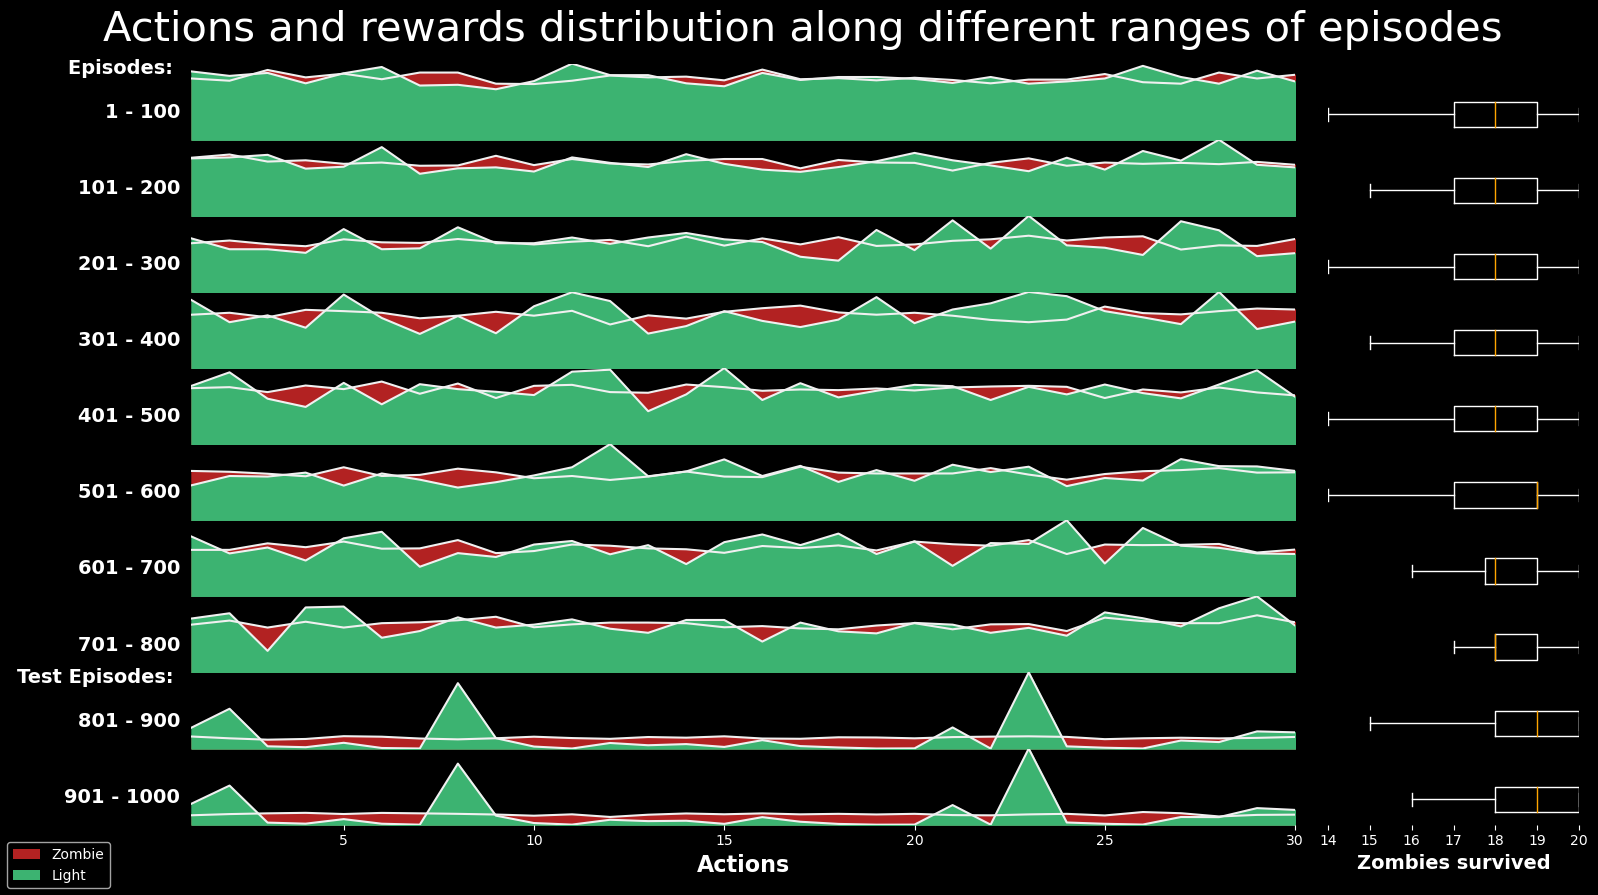 Actions and rewards distribution along different ranges of episodes
Episodes:
1 - 100
101 - 200
201 - 300
301 - 400
401 - 500
501 - 600
601 - 700
701 - 800
Test Episodes:
801 - 900
901 - 1000
5 10 15 20 25 30 14 15 16 17 18 19 20
Actions
Zombies survived
Zombie
Light